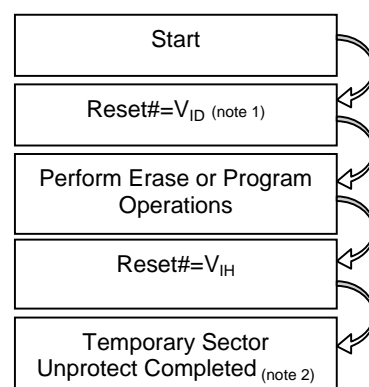 Start
Reset#=VID (note 1)
Perform Erase or Program
Operations
Reset#=VIH
Temporary Sector
Unprotect Completed (note 2)